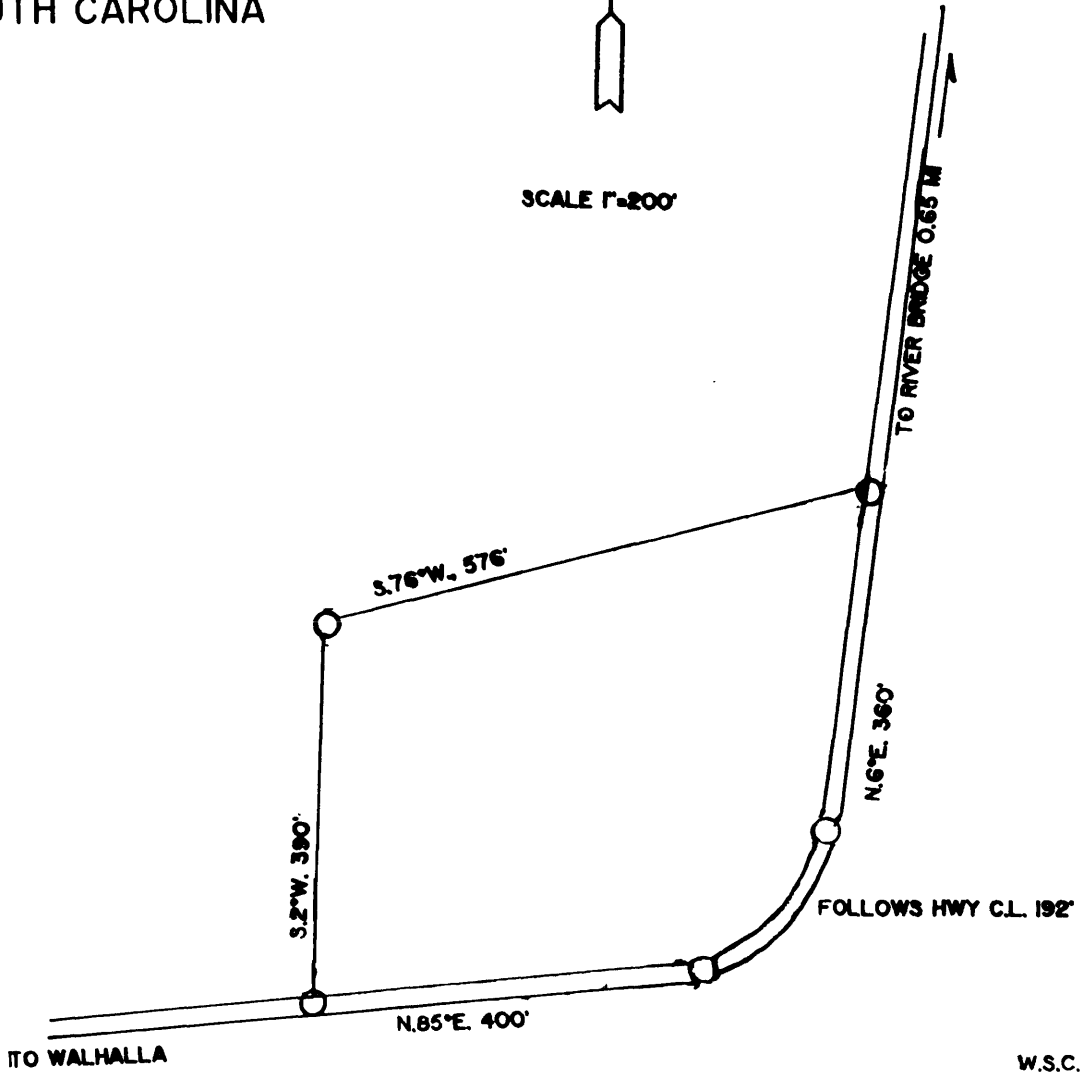 UTH CAROLINA
SCALE 1"=200'
TO RIVER BRIDGE 0.65 MI
S.76°W., 576'
N.6°E. 360'
S.2°W. 390'
FOLLOWS HWY C.L. 192'
N.85°E. 400'
TO WALHALLA
W.S.C.